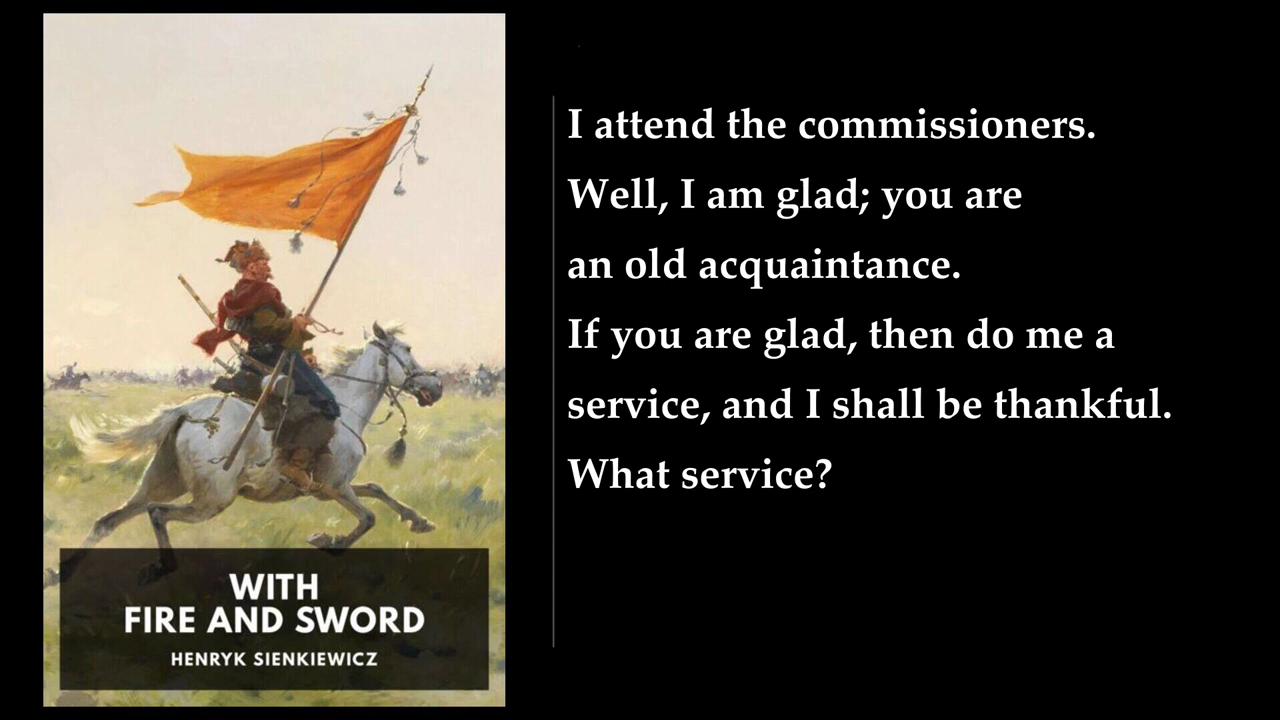 WITH
FIRE AND SWORD
HENRYK SIENKIEWICZ
I attend the commissioners.
Well, I am glad; you are
an old acquaintance.
If you are glad, then do me a
service, and I shall be thankful.
What service?